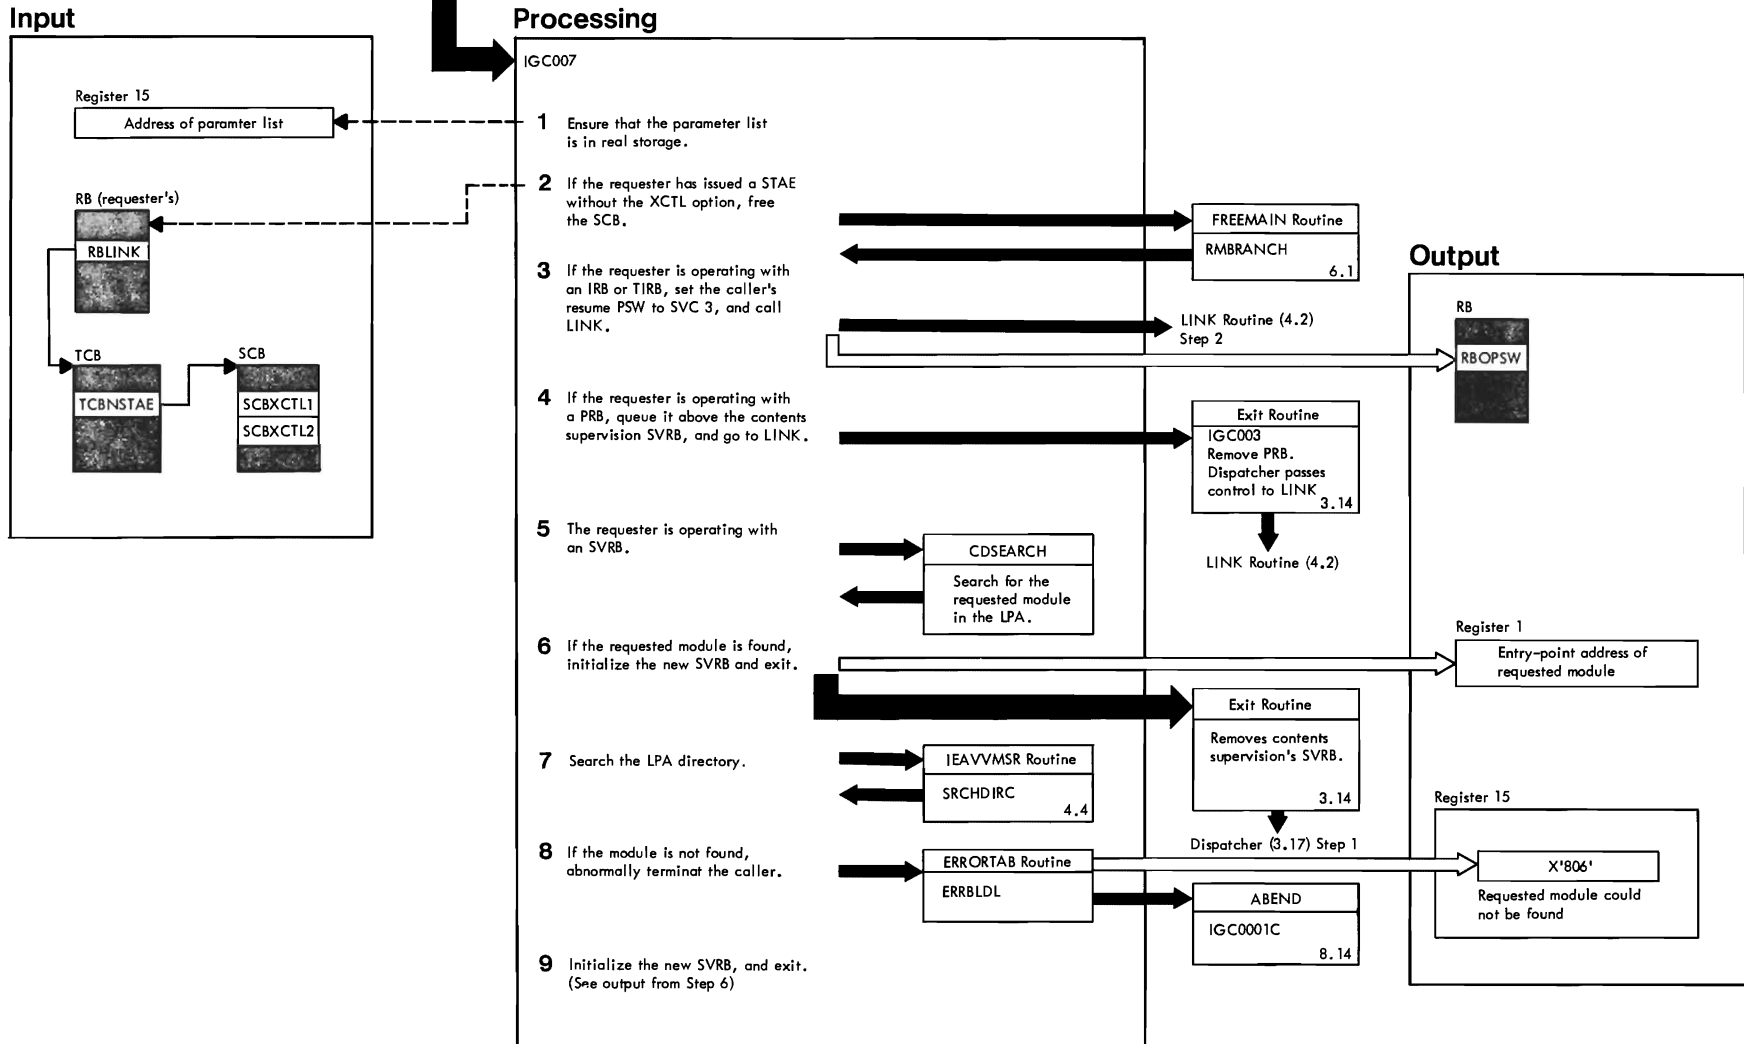 Input
Register 15
Address of paramter list
RB (requester's)
RBLINK
TCB
TCBNSTAE
SCB
SCBXCTL1
SCBXCTL2
Processing
IGC007
1 Ensure that the parameter list
is in real storage.
2 If the requester has issued a STAE
without the XCTL option, free
the SCB.
FREEMAIN Routine
RMBRANCH
6.1
3 If the requester is operating with
an IRB or TIRB, set the caller's
resume PSW to SVC 3, and call
LINK.
LINK Routine (4.2)
Step 2
4 If the requester is operating with
a PRB, queue it above the contents
supervision SVRB, and go to LINK.
Exit Routine
IGC003
Remove PRB.
Dispatcher passes
control to LINK
3.14
LINK Routine (4.2)
5 The requester is operating with
an SVRB.
CDSEARCH
Search for the
requested module
in the LPA.
6 If the requested module is found,
initialize the new SVRB and exit.
Exit Routine
Removes contents
supervision's SVRB.
3.14
Dispatcher (3.17) Step 1
7 Search the LPA directory.
IEAVVMSR Routine
SRCHDIRC
4.4
8 If the module is not found,
abnormally terminat the caller.
ERRORTAB Routine
ERRBLDL
ABEND
IGC0001C
8.14
9 Initialize the new SVRB, and exit.
(See output from Step 6)
Output
RB
RBOPSW
Register 1
Entry-point address of
requested module
Register 15
X'806'
Requested module could
not be found